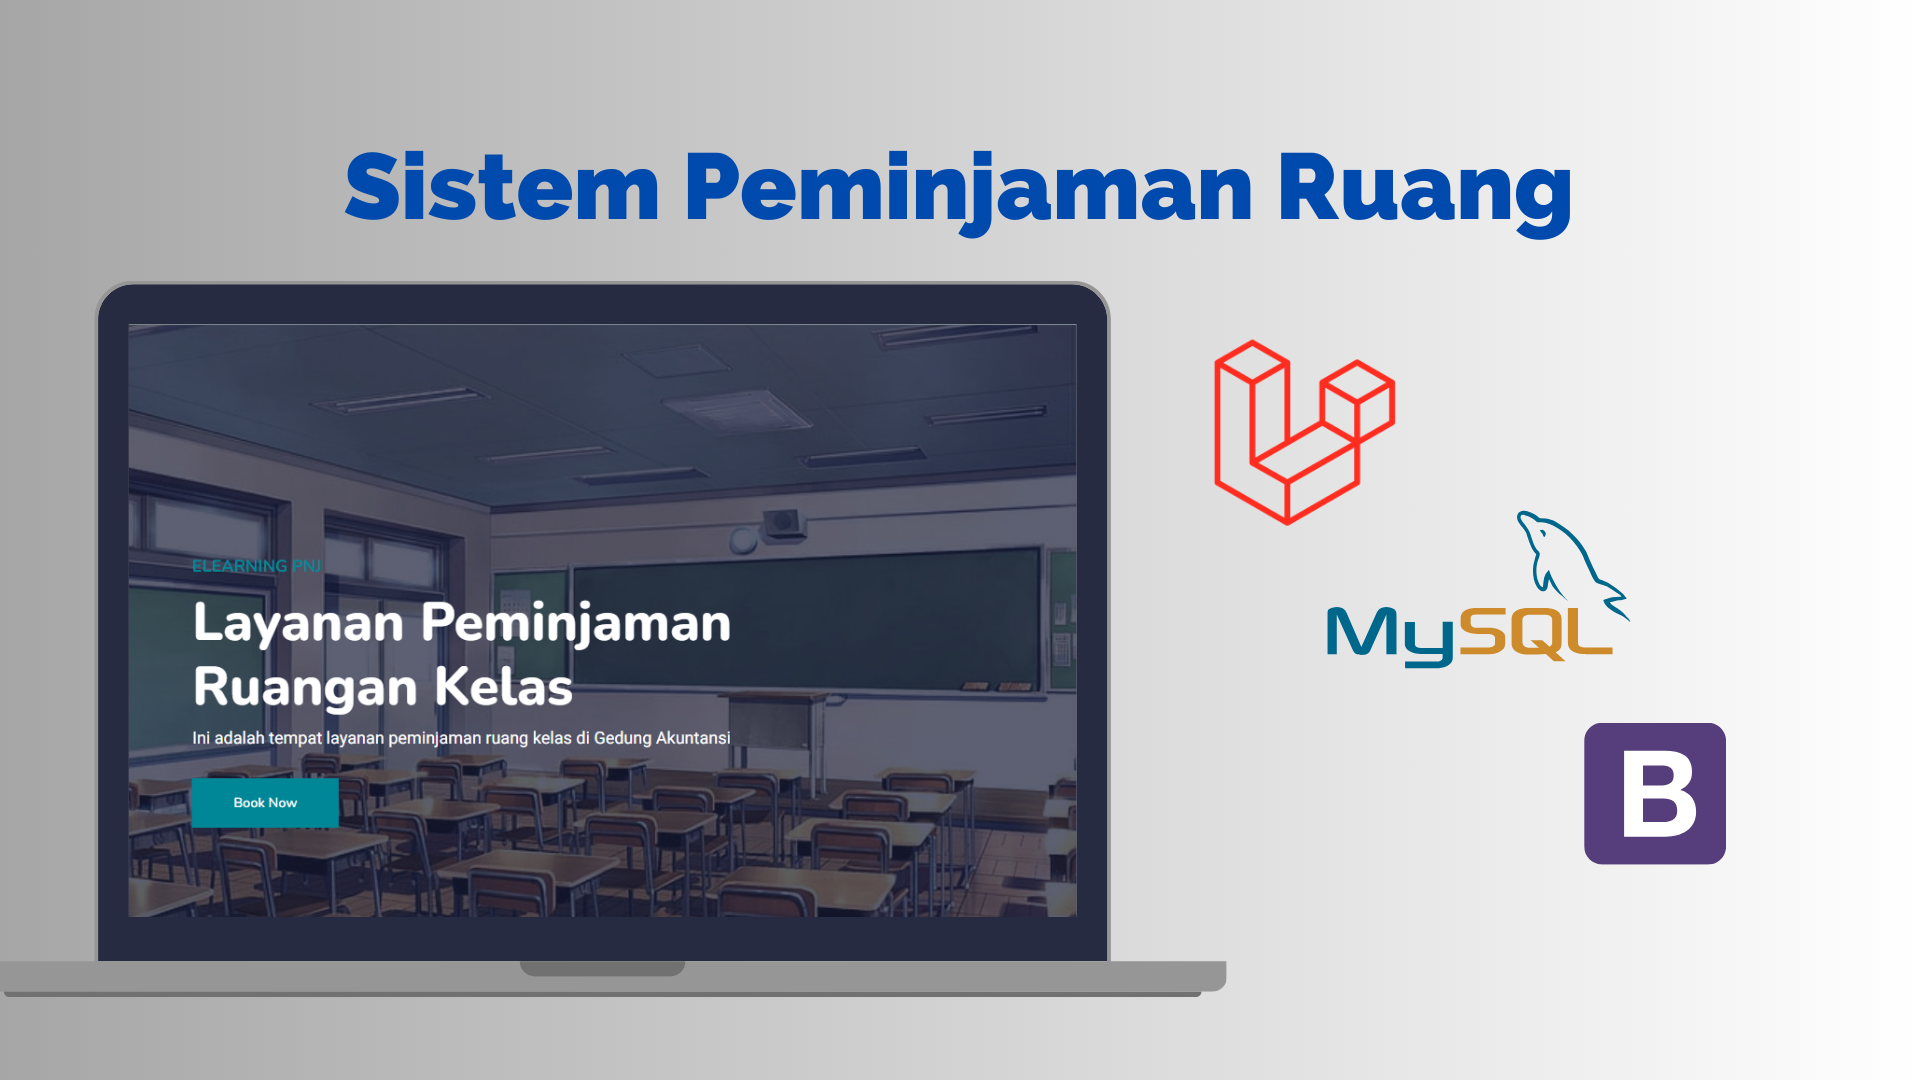 Sistem Peminjaman Ruang
ELEARNING PNJ
Layanan Peminjaman
Ruangan Kelas
Ini adalah tempat layanan peminjaman ruang kelas di Gedung Akuntansi
Book Now
MySQL
B